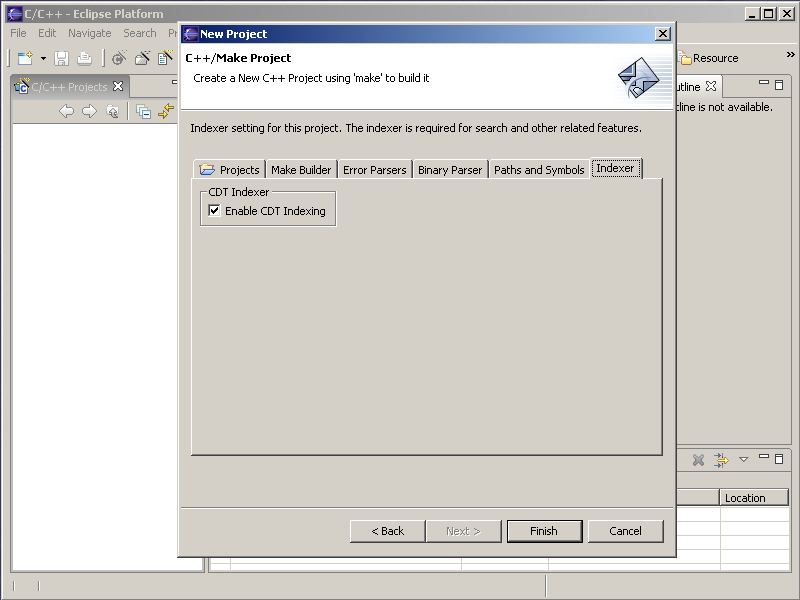 C/C++ - Eclipse Platform
File Edit Navigate Search Pr
New Project
C++/Make Project
Create a New C++ Project using 'make' to build it
Resource
»
C/C++ Projects
utline
tline is not available.
Indexer setting for this project. The indexer is required for search and other related features.
Projects Make Builder Error Parsers Binary Parser Paths and Symbols Indexer
CDT Indexer
Enable CDT Indexing
Location
< Back Next > Finish Cancel